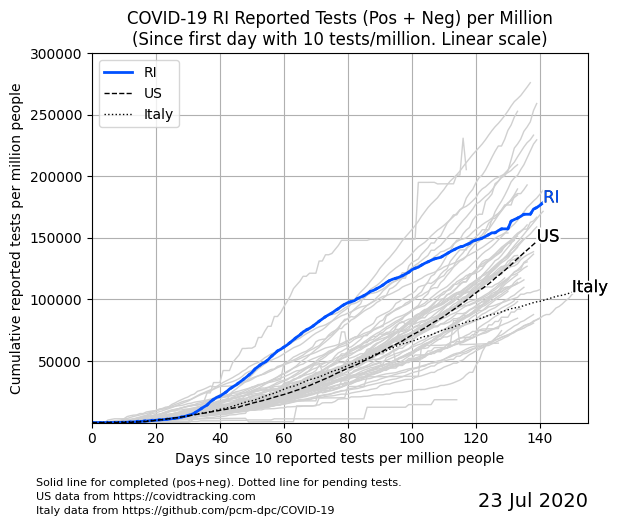 COVID-19 RI Reported Tests (Pos + Neg) per Million
(Since first day with 10 tests/million. Linear scale)
300000
250000
200000
150000
100000
50000
Cumulative reported tests per million people
RI
US
Italy
RI
US
Italy
0 20 40 60 80 100 120 140
Days since 10 reported tests per million people
Solid line for completed (pos+neg). Dotted line for pending tests.
US data from https://covidtracking.com
Italy data from https://github.com/pcm-dpc/COVID-19
23 Jul 2020